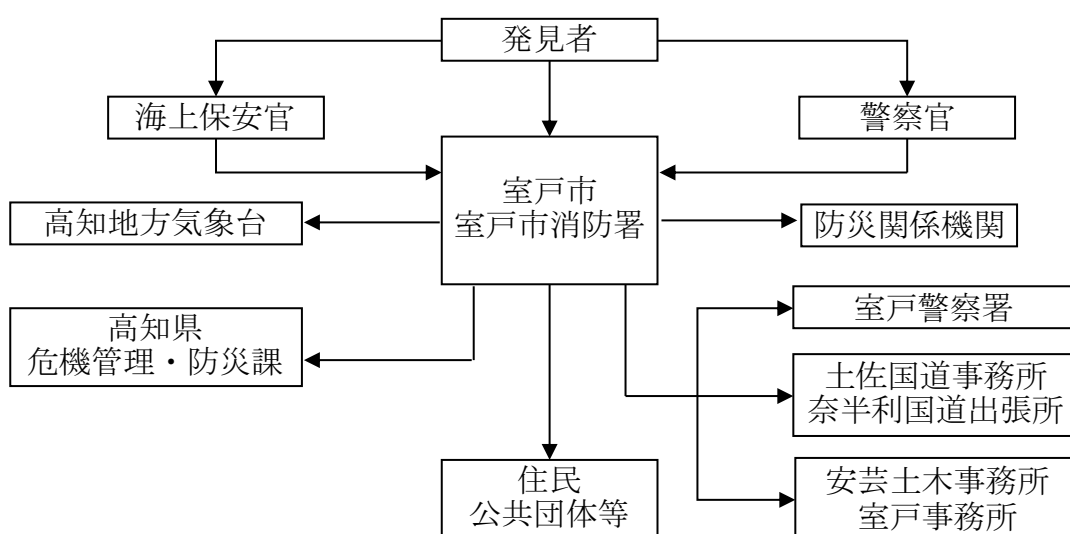 発見者
海上保安官
警察官
室戸市
室戸市消防署
高知地方気象台
防災関係機関
高知県
危機管理・防災課
室戸警察署
土佐国道事務所
奈半利国道出張所
住民
公共団体等
安芸土木事務所
室戸事務所